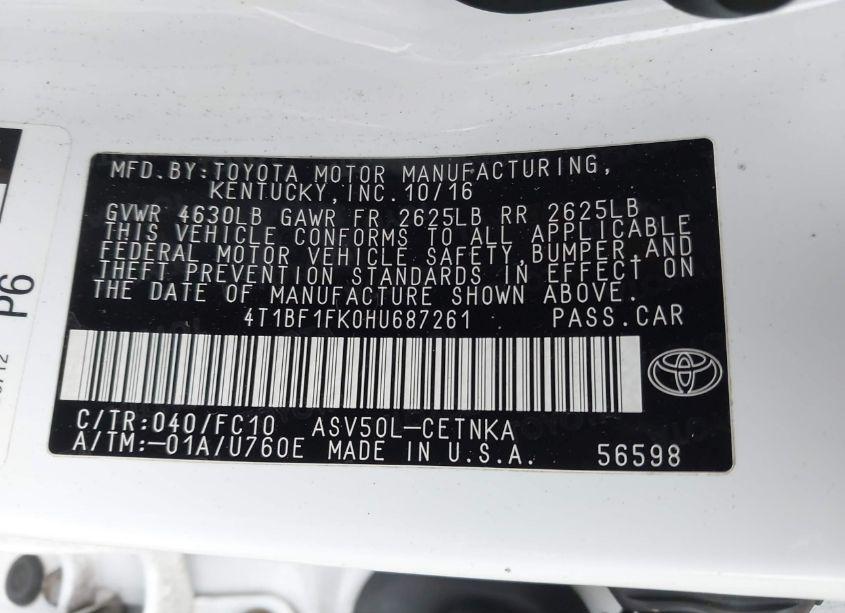 MFD.BY:TOYOTA MOTOR MANUFACTURING,
KENTUCKY,INC.10/16
GVWR 4630LB GAWR FR 2625LB RR 2625LB
THIS VEHICLE CONFORMS TO ALL APPLICABLE
FEDERAL MOTOR VEHICLE SAFETY,BUMPER,AND
THEFT PREVENTION STANDARDS IN EFFECT ON
THE DATE OF MANUFACTURE SHOWN ABOVE.
4T1BF1FK0HU687261 PASS.CAR
C/TR:040/FC10 ASV50L-CETNKA
A/TM:-01A/U760E MADE IN U.S.A. 56598
P6